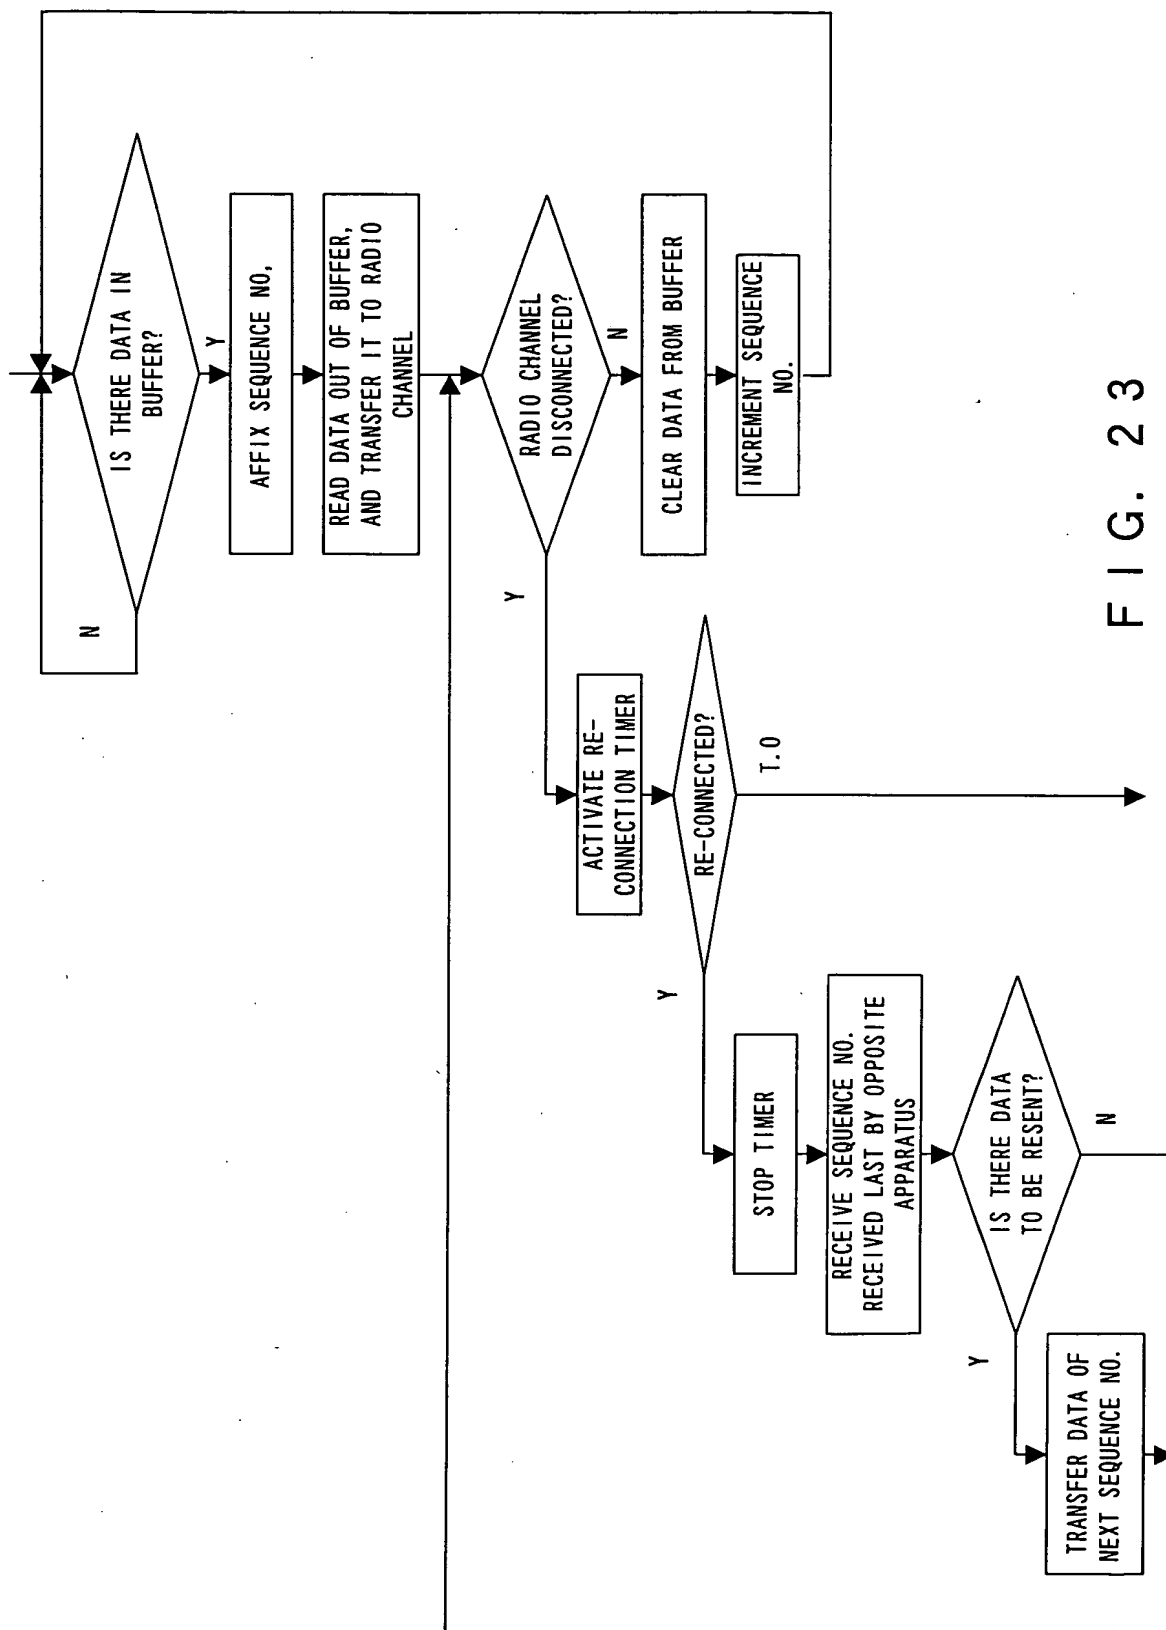 IS THERE DATA IN
BUFFER?
N
Y
AFFIX SEQUENCE NO,
READ DATA OUT OF BUFFER,
AND TRANSFER IT TO RADIO
CHANNEL
RADIO CHANNEL
DISCONNECTED?
Y
N
CLEAR DATA FROM BUFFER
INCREMENT SEQUENCE
NO.
ACTIVATE RE-
CONNECTION TIMER
RE-CONNECTED?
Y
T.O
STOP TIMER
RECEIVE SEQUENCE NO.
RECEIVED LAST BY OPPOSITE
APPARATUS
IS THERE DATA
TO BE RESENT?
Y
N
TRANSFER DATA OF
NEXT SEQUENCE NO.
FIG. 23